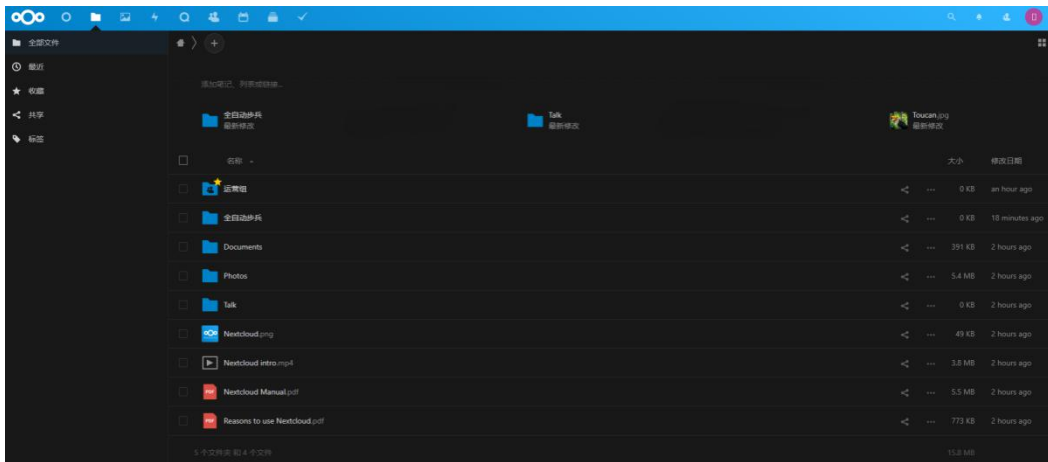 全部文件
最近
收藏
共享
标签
添加笔记，列表或链接...
全自动步兵
最新修改
Talk
最新修改
Toucan.jpg
最新修改
名称 大小 修改日期
运营组 0 KB an hour ago
全自动步兵 0 KB 18 minutes ago
Documents 391 KB 2 hours ago
Photos 5.4 MB 2 hours ago
Talk 0 KB 2 hours ago
Nextcloud.png 49 KB 2 hours ago
Nextcloud intro.mp4 3.8 MB 2 hours ago
PDF Nextcloud Manual.pdf 5.5 MB 2 hours ago
PDF Reasons to use Nextcloud.pdf 773 KB 2 hours ago
5 个文件夹 和 4 个文件 15.8 MB